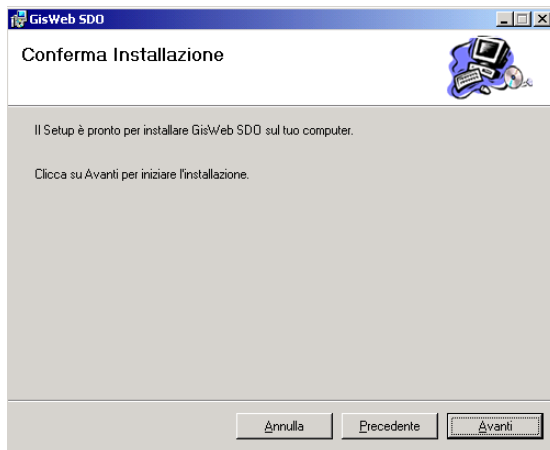 GisWeb SDO
Conferma Installazione
Il Setup è pronto per installare GisWeb SDO sul tuo computer.
Clicca su Avanti per iniziare l'installazione.
Annulla Precedente Avanti